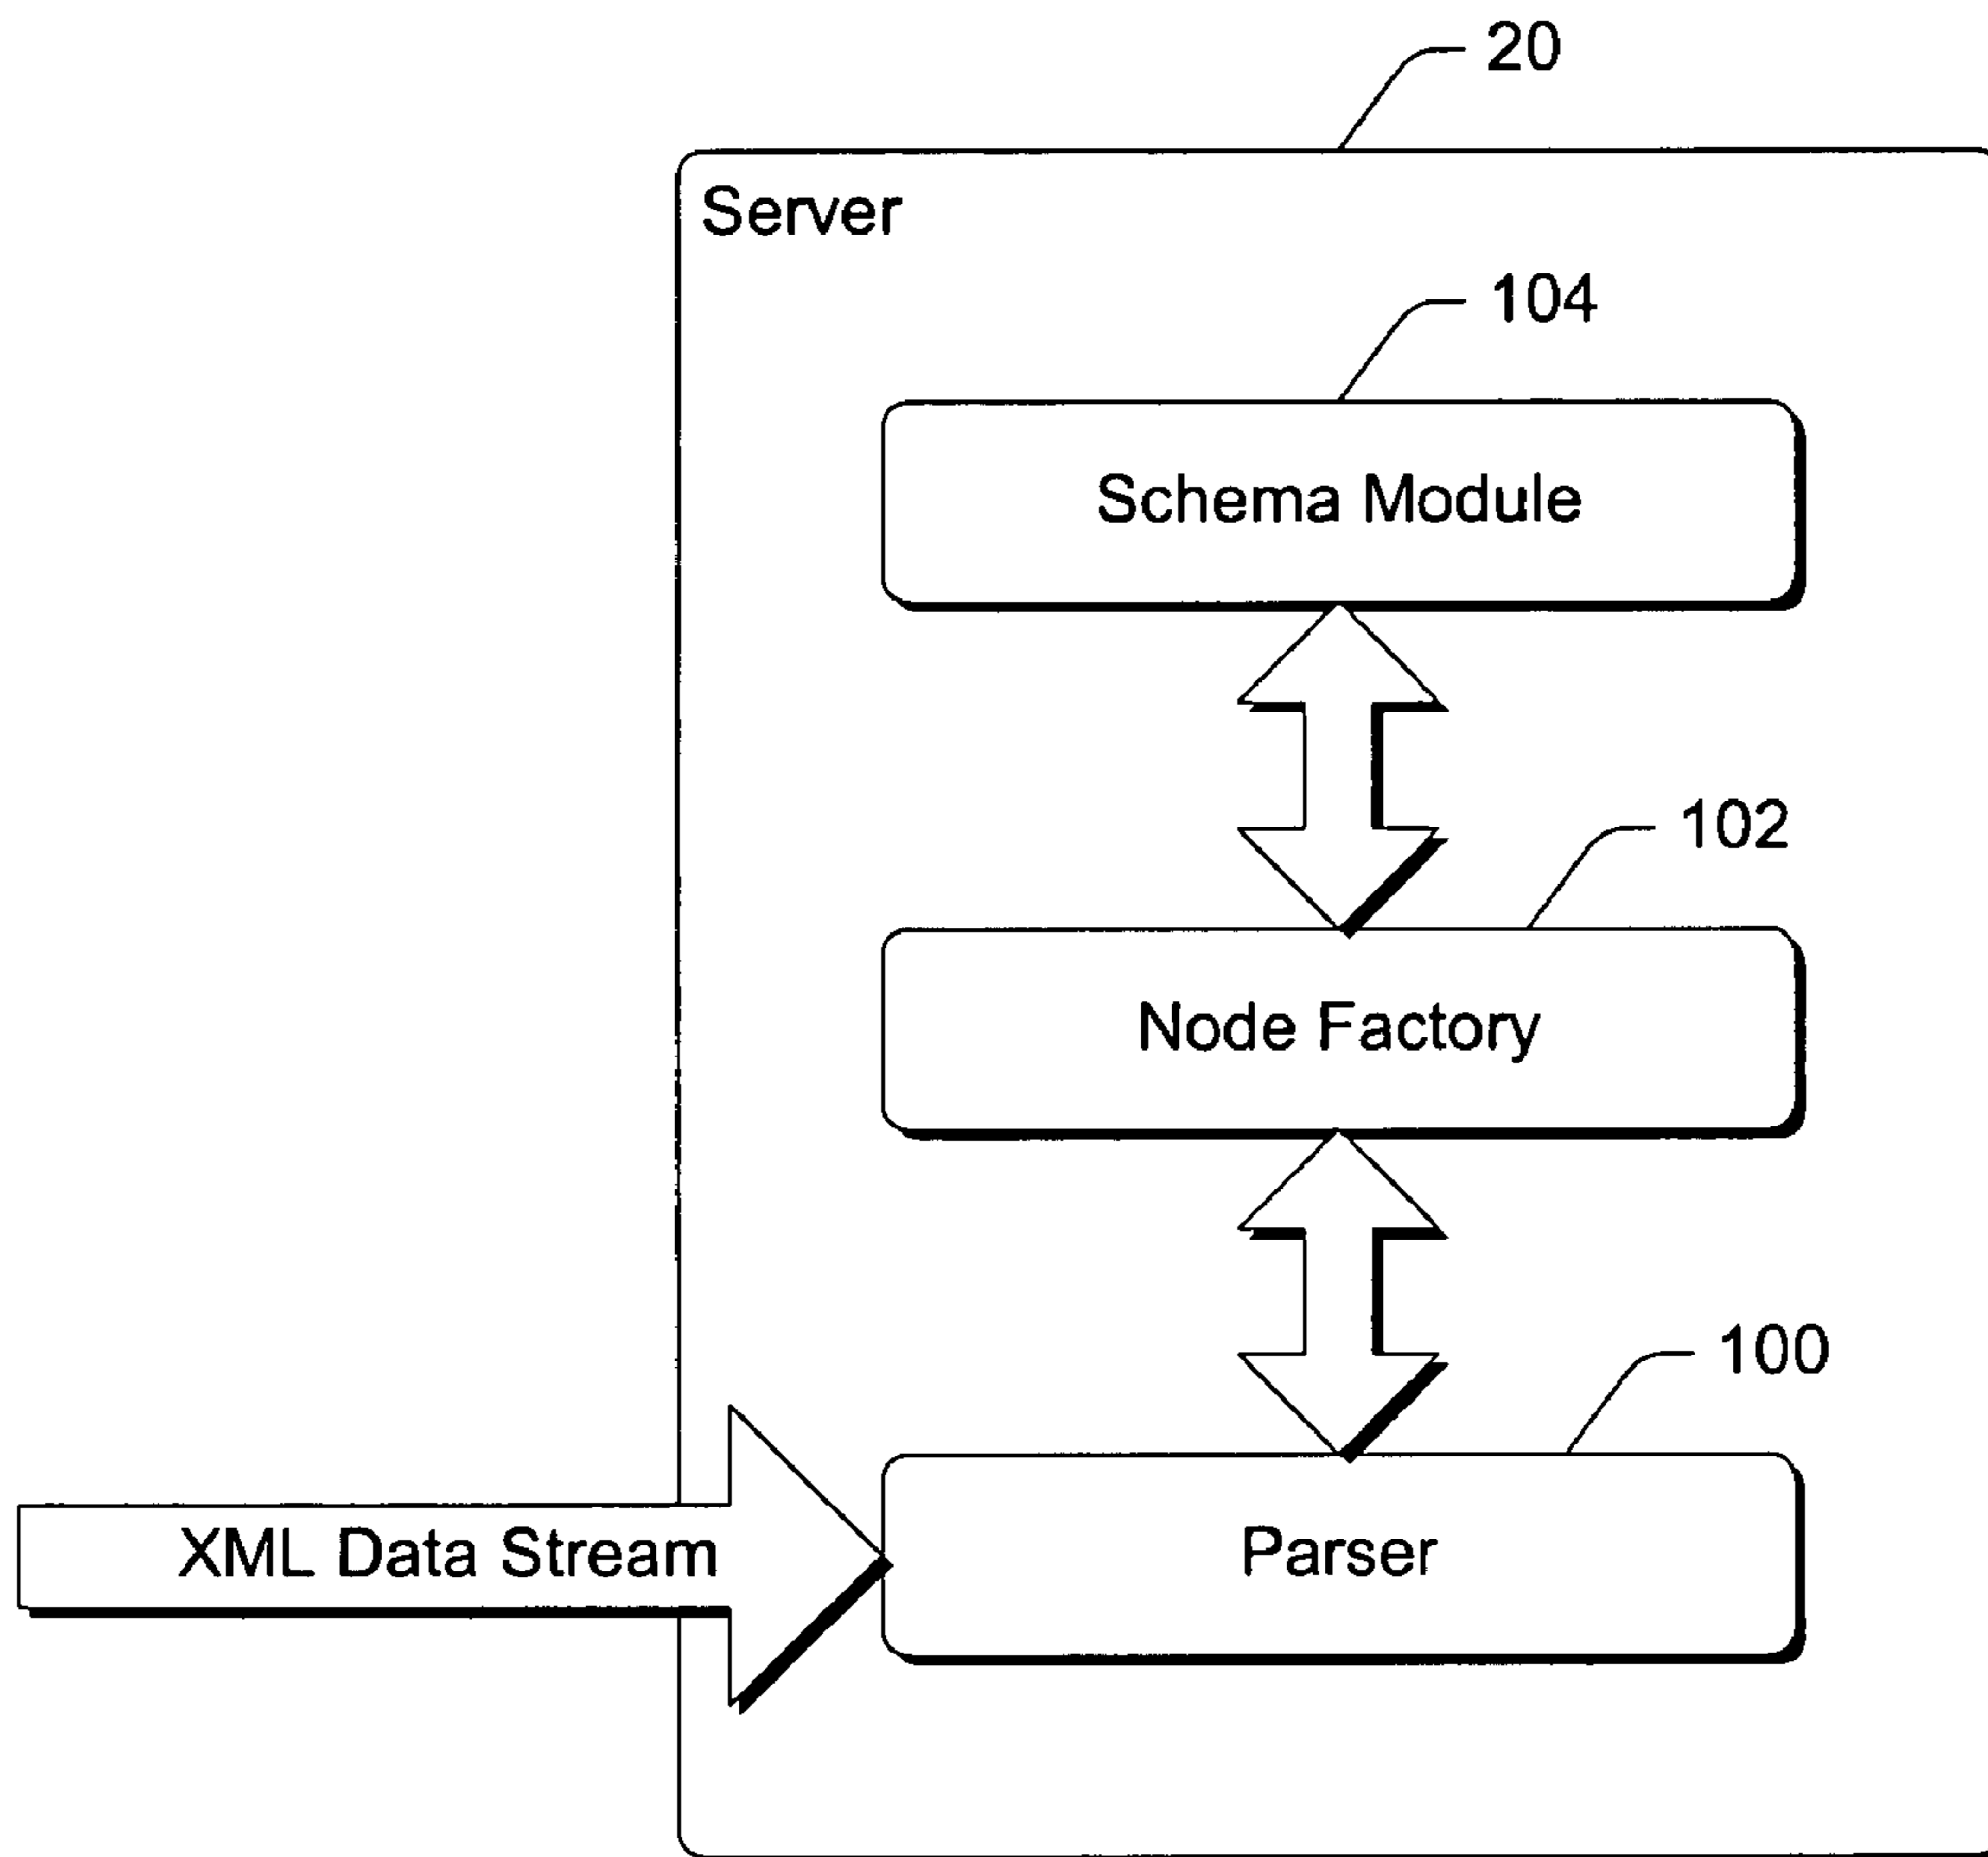 20
Server
104
Schema Module
102
Node Factory
100
XML Data Stream
Parser